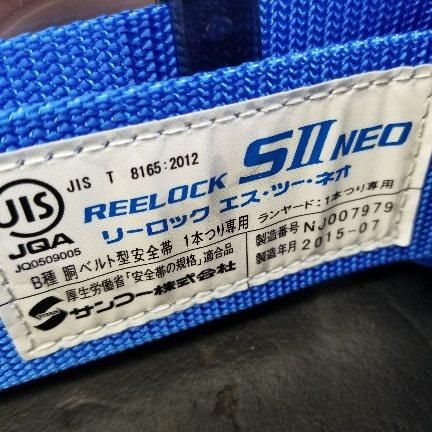 JIS T 8165:2012
JIS
JQA
JQ0509005
REELOCK SII NEO
リーロック エス・ツー・ネオ
B種 胴ベルト型安全帯 1本つり専用 ランヤード:1本つり専用
厚生労働省「安全帯の規格」適合品
製造番号 NJ007979
製造年月 2015-07
サンコー株式会社